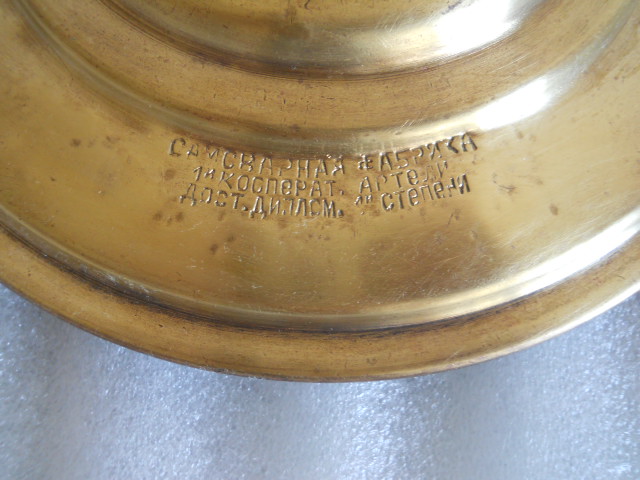 САМОВАРНАЯ ФАБРИКА
1й КООПЕРАТ. АРТЕЛИ
ДОСТ. ДИПЛОМ. 1й СТЕПЕНИ